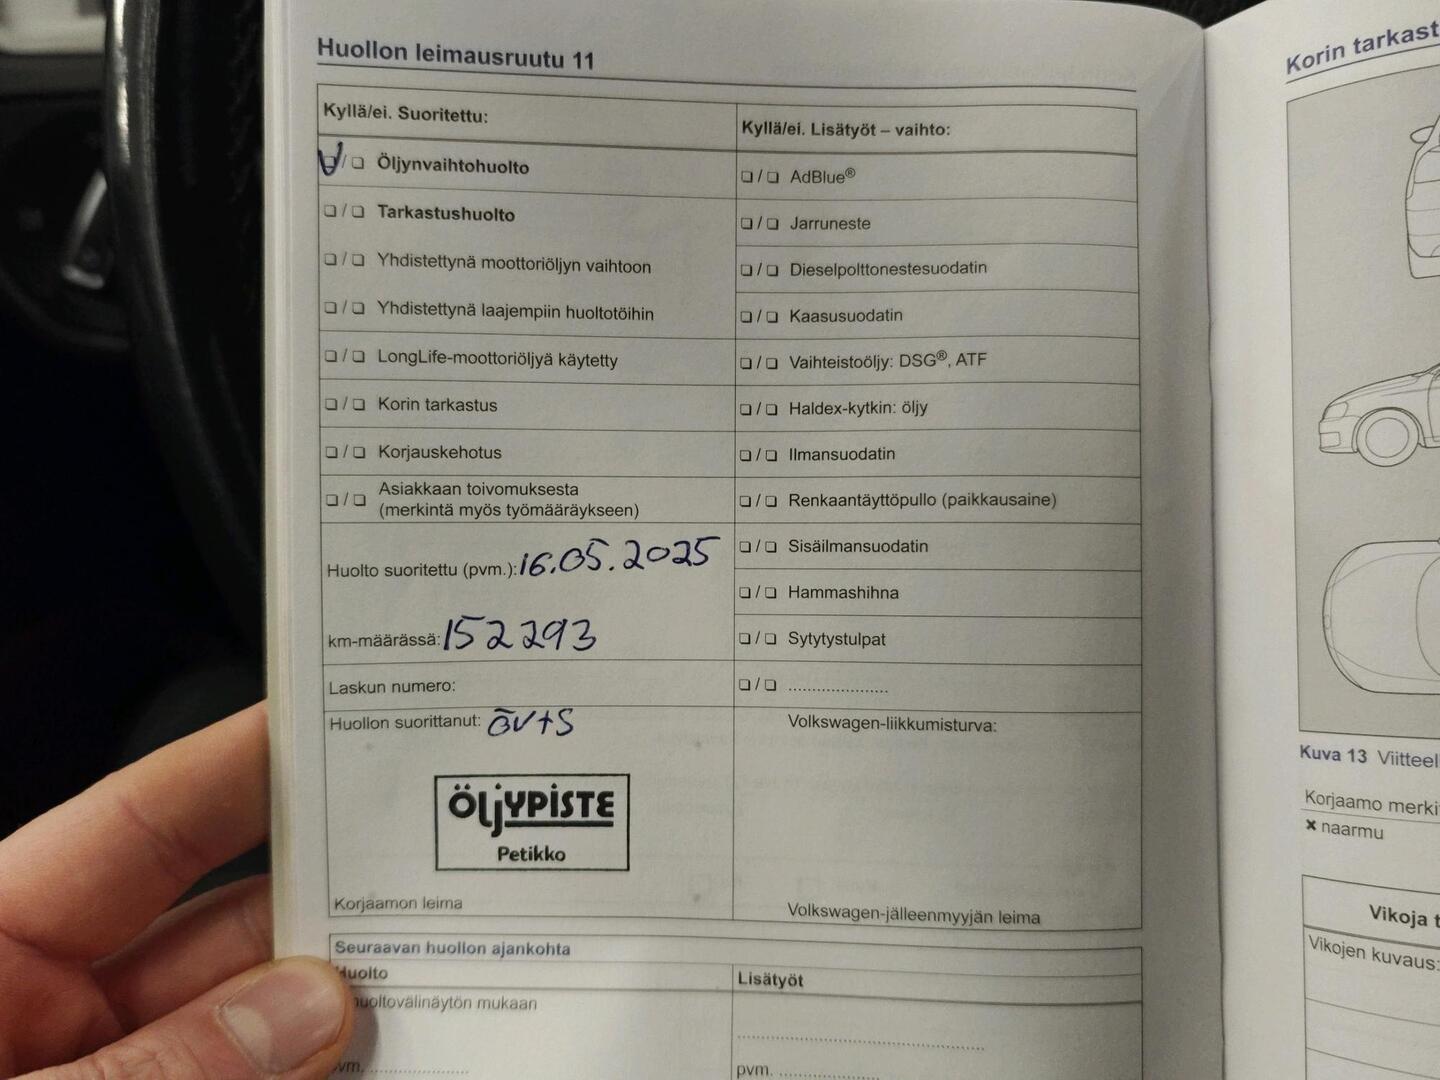 Huollon leimausruutu 11
Kyllä/ei. Suoritettu:
Öljynvaihtohuolto
Tarkastushuolto
Yhdistettynä moottoriöljyn vaihtoon
Yhdistettynä laajempiin huoltotöihin
LongLife-moottoriöljyä käytetty
Korin tarkastus
Korjauskehotus
Asiakkaan toivomuksesta
(merkintä myös työmääräykseen)
Huolto suoritettu (pvm.): 16.05.2025
km-määrässä: 152293
Laskun numero:
Huollon suorittanut: ÖV+S
ÖLJYPISTE
Petikko
Korjaamon leima
Kyllä/ei. Lisätyöt – vaihto:
AdBlue®
Jarruneste
Dieselpolttonestesuodatin
Kaasusuodatin
Vaihteistoöljy: DSG®, ATF
Haldex-kytkin: öljy
Ilmansuodatin
Renkaantäyttöpullo (paikkausaine)
Sisäilmansuodatin
Hammashihna
Sytytystulpat
....................
Volkswagen-liikkumisturva:
Volkswagen-jälleenmyyjän leima
Seuraavan huollon ajankohta
Huolto
huoltovälinäytön mukaan
pvm. ....................
Lisätyöt
..................................................
pvm. ....................
Korin tarkast
Kuva 13 Viitteel
Korjaamo merki
✖ naarmu
Vikoja t
Vikojen kuvaus: